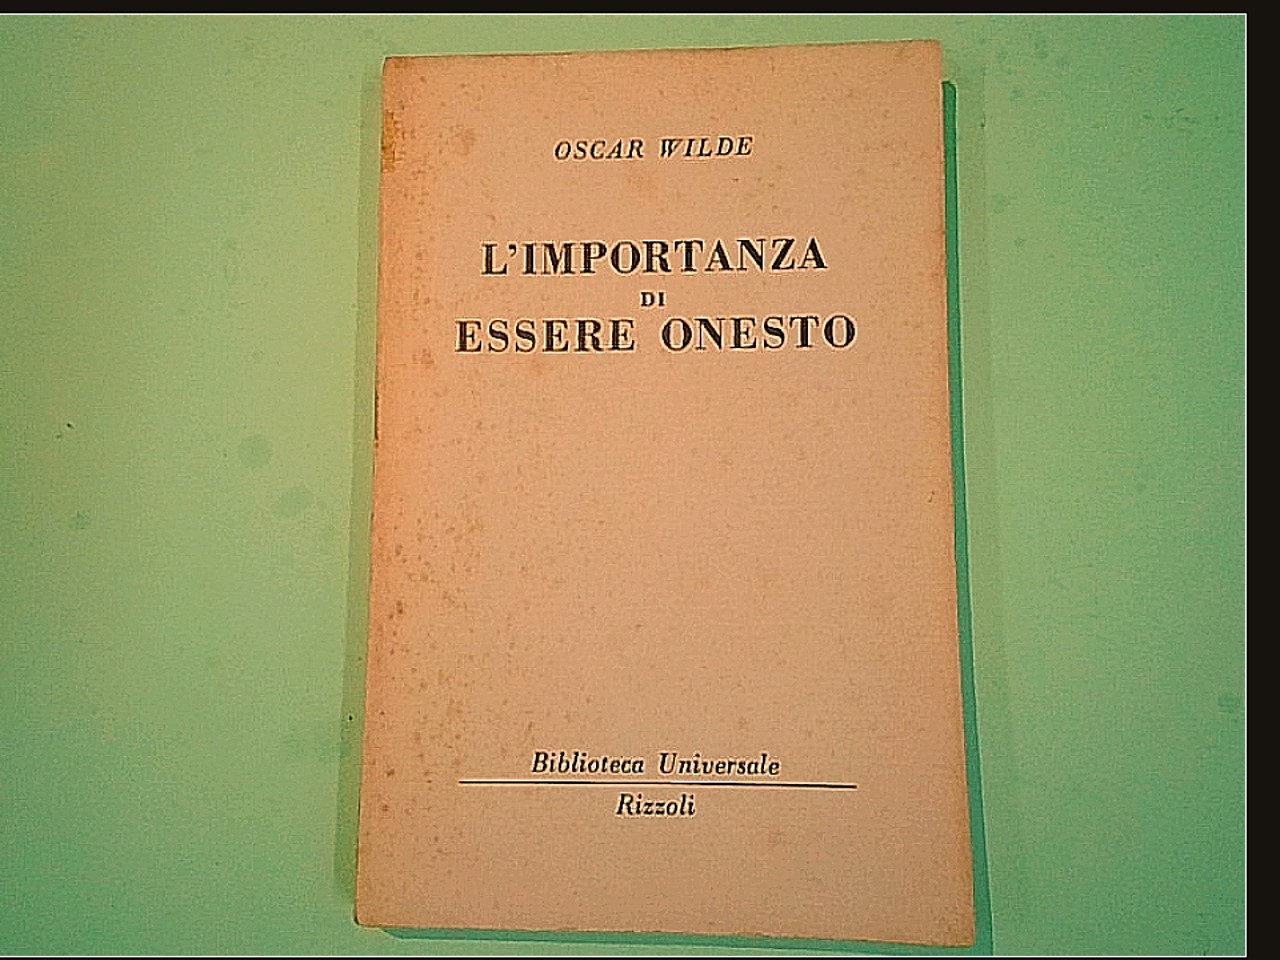 OSCAR WILDE
L'IMPORTANZA
DI
ESSERE ONESTO
Biblioteca Universale
Rizzoli